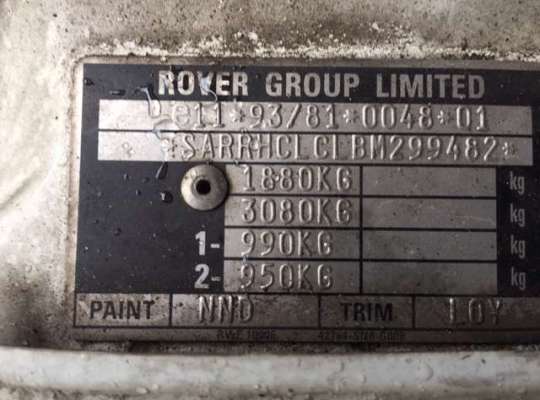 ROVER GROUP LIMITED
e11*93/81*0048*01
*SARRHCLCLBM299482*
1880KG kg
3080KG kg
1- 990KG kg
2- 950KG kg
PAINT NND TRIM LOY